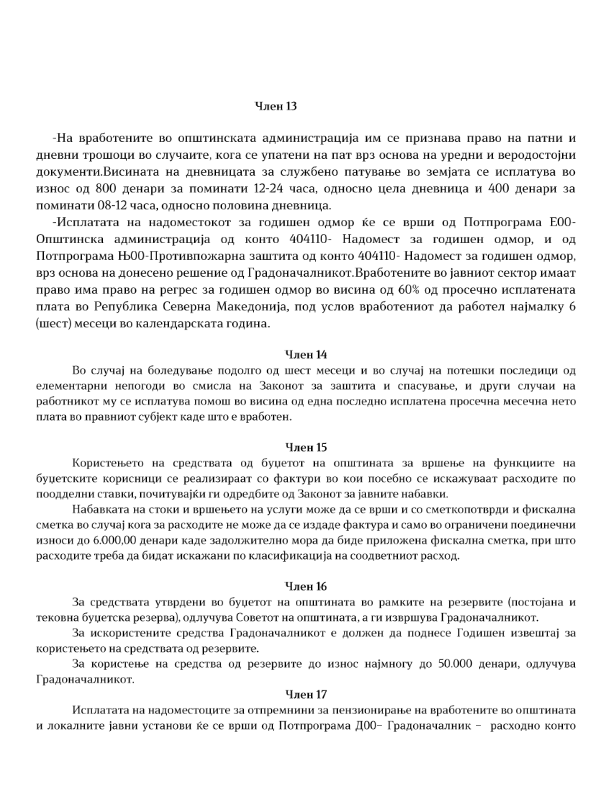 Член 13
-На вработените во општинската администрација им се признава право на патни и
дневни трошоци во случаите, кога се упатени на пат врз основа на уредни и веродостојни
документи.Висината на дневницата за службено патување во земјата се исплатува во
износ од 800 денари за поминати 12-24 часа, односно цела дневница и 400 денари за
поминати 08-12 часа, односно половина дневница.
-Исплатата на надоместокот за годишен одмор ќе се врши од Потпрограма Е00-
Општинска администрација од конто 404110- Надомест за годишен одмор, и од
Потпрограма Њ00-Противпожарна заштита од конто 404110- Надомест за годишен одмор,
врз основа на донесено решение од Градоначалникот.Вработените во јавниот сектор имаат
право има право на регрес за годишен одмор во висина од 60% од просечно исплатената
плата во Република Северна Македонија, под услов вработениот да работел најмалку 6
(шест) месеци во календарската година.
Член 14
Во случај на боледување подолго од шест месеци и во случај на потешки последици од
елементарни непогоди во смисла на Законот за заштита и спасување, и други случаи на
работникот му се исплатува помош во висина од една последно исплатена просечна месечна нето
плата во правниот субјект каде што е вработен.
Член 15
Користењето на средствата од буџетот на општината за вршење на функциите на
буџетските корисници се реализираат со фактури во кои посебно се искажуваат расходите по
поодделни ставки, почитувајќи ги одредбите од Законот за јавните набавки.
Набавката на стоки и вршењето на услуги може да се врши и со сметкопотврди и фискална
сметка во случај кога за расходите не може да се издаде фактура и само во ограничени поединечни
износи до 6.000,00 денари каде задолжително мора да биде приложена фискална сметка, при што
расходите треба да бидат искажани по класификација на соодветниот расход.
Член 16
За средствата утврдени во буџетот на општината во рамките на резервите (постојана и
тековна буџетска резерва), одлучува Советот на општината, а ги извршува Градоначалникот.
За искористените средства Градоначалникот е должен да поднесе Годишен извештај за
користењето на средствата од резервите.
За користење на средства од резервите до износ најмногу до 50.000 денари, одлучува
Градоначалникот.
Член 17
Исплатата на надоместоците за отпремнини за пензионирање на вработените во општината
и локалните јавни установи ќе се врши од Потпрограма Д00– Градоначалник – расходно конто